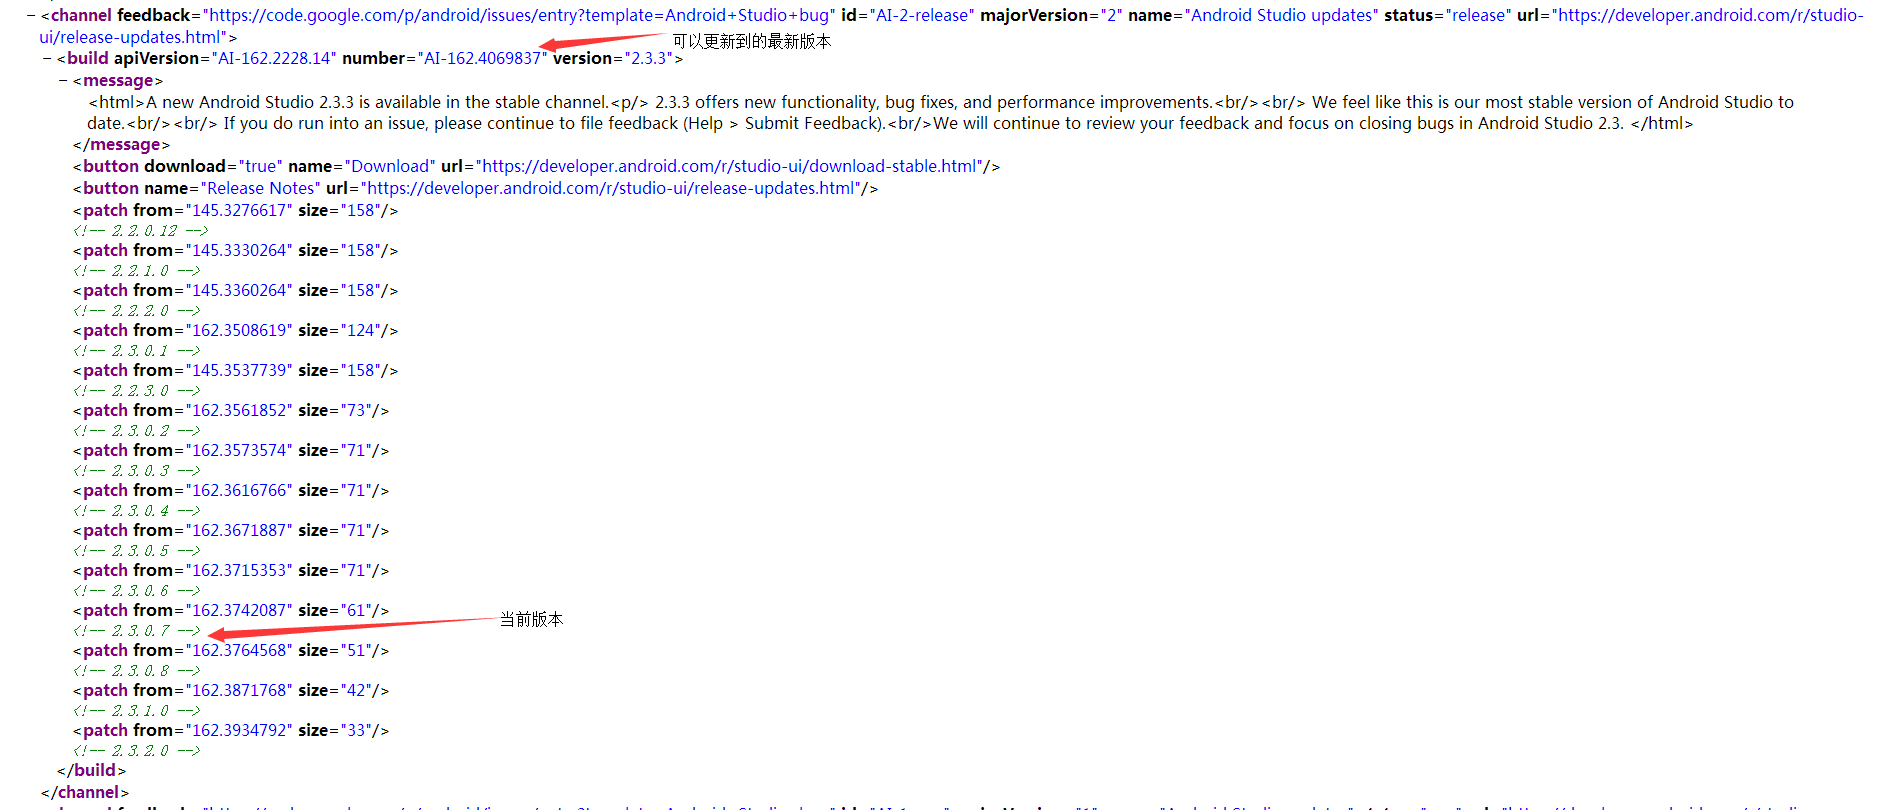 − <channel feedback="https://code.google.com/p/android/issues/entry?template=Android+Studio+bug" id="AI-2-release" majorVersion="2" name="Android Studio updates" status="release" url="https://developer.android.com/r/studio-
ui/release-updates.html">
可以更新到的最新版本
− <build apiVersion="AI-162.2228.14" number="AI-162.4069837" version="2.3.3">
− <message>
<html>A new Android Studio 2.3.3 is available in the stable channel.<p/> 2.3.3 offers new functionality, bug fixes, and performance improvements.<br/><br/> We feel like this is our most stable version of Android Studio to
date.<br/><br/> If you do run into an issue, please continue to file feedback (Help > Submit Feedback).<br/>We will continue to review your feedback and focus on closing bugs in Android Studio 2.3. </html>
</message>
<button download="true" name="Download" url="https://developer.android.com/r/studio-ui/download-stable.html"/>
<button name="Release Notes" url="https://developer.android.com/r/studio-ui/release-updates.html"/>
<patch from="145.3276617" size="158"/>
<!-- 2.2.0.12 -->
<patch from="145.3330264" size="158"/>
<!-- 2.2.1.0 -->
<patch from="145.3360264" size="158"/>
<!-- 2.2.2.0 -->
<patch from="162.3508619" size="124"/>
<!-- 2.3.0.1 -->
<patch from="145.3537739" size="158"/>
<!-- 2.2.3.0 -->
<patch from="162.3561852" size="73"/>
<!-- 2.3.0.2 -->
<patch from="162.3573574" size="71"/>
<!-- 2.3.0.3 -->
<patch from="162.3616766" size="71"/>
<!-- 2.3.0.4 -->
<patch from="162.3671887" size="71"/>
<!-- 2.3.0.5 -->
<patch from="162.3715353" size="71"/>
<!-- 2.3.0.6 -->
<patch from="162.3742087" size="61"/>
当前版本
<!-- 2.3.0.7 -->
<patch from="162.3764568" size="51"/>
<!-- 2.3.0.8 -->
<patch from="162.3871768" size="42"/>
<!-- 2.3.1.0 -->
<patch from="162.3934792" size="33"/>
<!-- 2.3.2.0 -->
</build>
</channel>